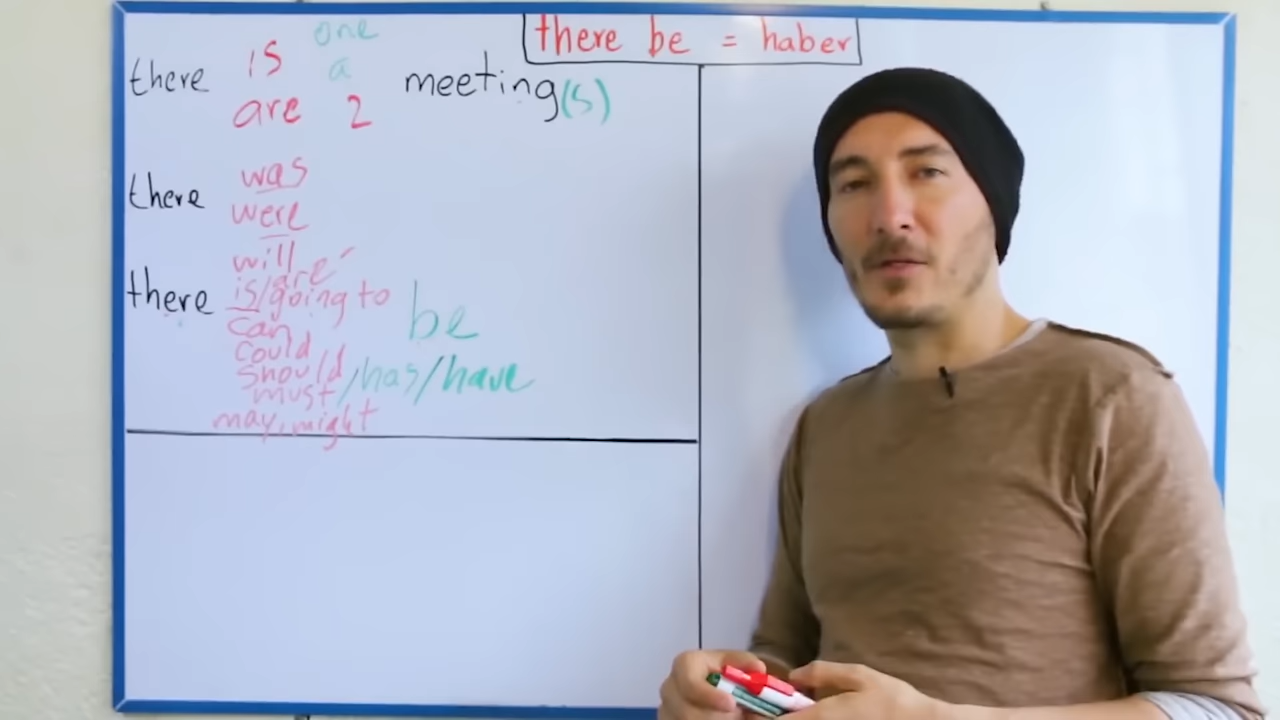 there be = haber
one
there is a meeting(s)
are 2
there was
were
will
there is/are going to be
can
could
should /has/have
must
may, might